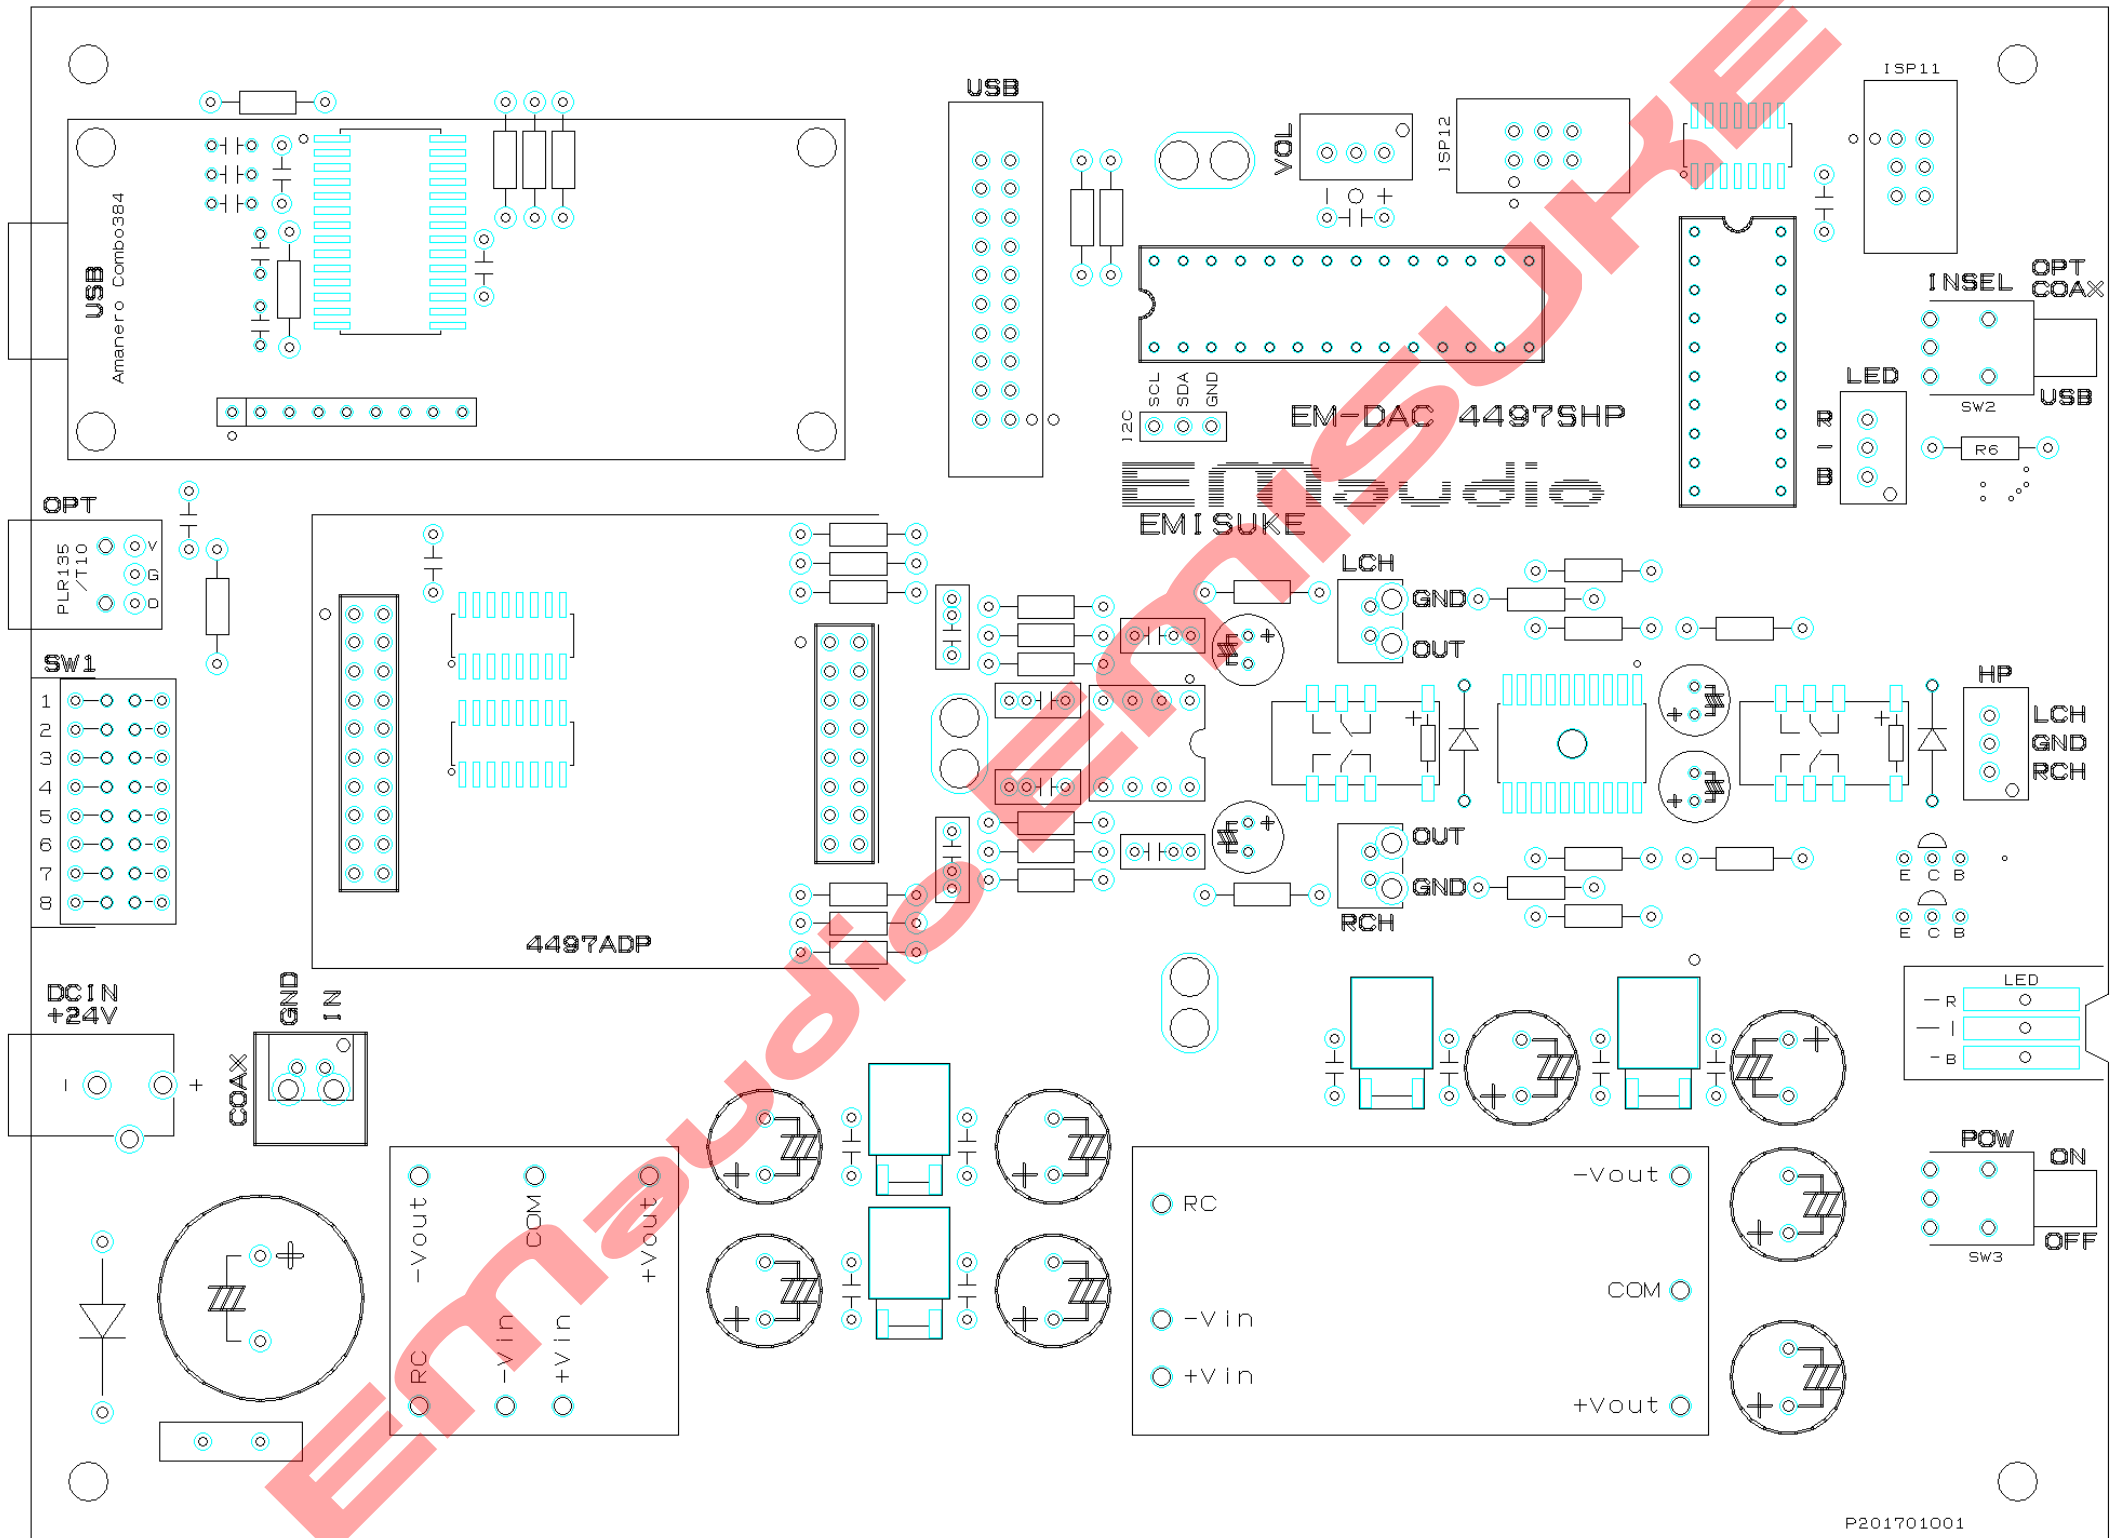 ISP11
USB
VOL
ISP12
- O +
USB
Amanero Combo384
INSEL
OPT
COAX
USB
SW2
LED
R
-
B
R6
I2C
SCL
SDA
GND
EM-DAC 4497SHP
EMaudio
EMISUKE
OPT
PLR135
/T10
V
G
O
SW1
1
2
3
4
5
6
7
8
LCH
GND
OUT
OUT
GND
RCH
+
+
+
+
+
+
HP
LCH
GND
RCH
E C B
E C B
4497ADP
DCIN
+24V
- +
GND
IN
COAX
LED
-R
-I
-B
+
+
+
+
+
+
+
+
+
-Vout
COM
+Vout
RC
-Vin
+Vin
RC
-Vin
+Vin
-Vout
COM
+Vout
POW
ON
OFF
SW3
P201701001
EMaudio EMISUKE